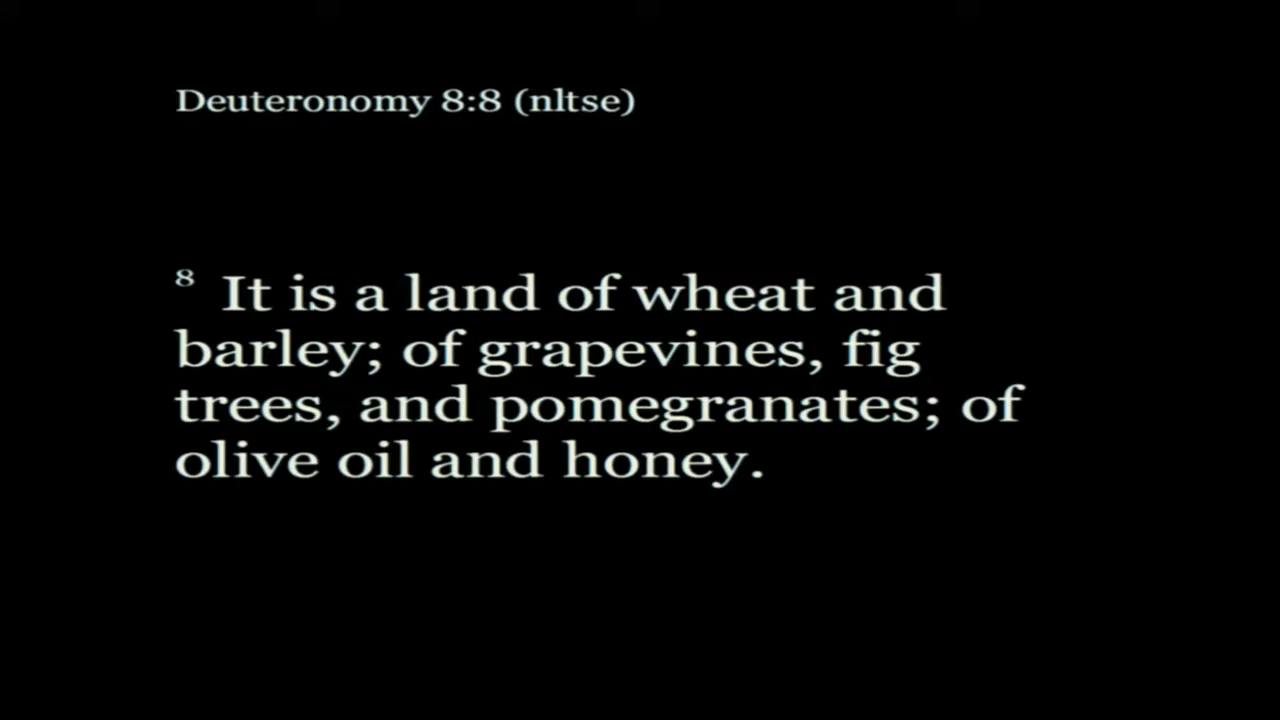 Deuteronomy 8:8 (nltse)
8 It is a land of wheat and
barley; of grapevines, fig
trees, and pomegranates; of
olive oil and honey.